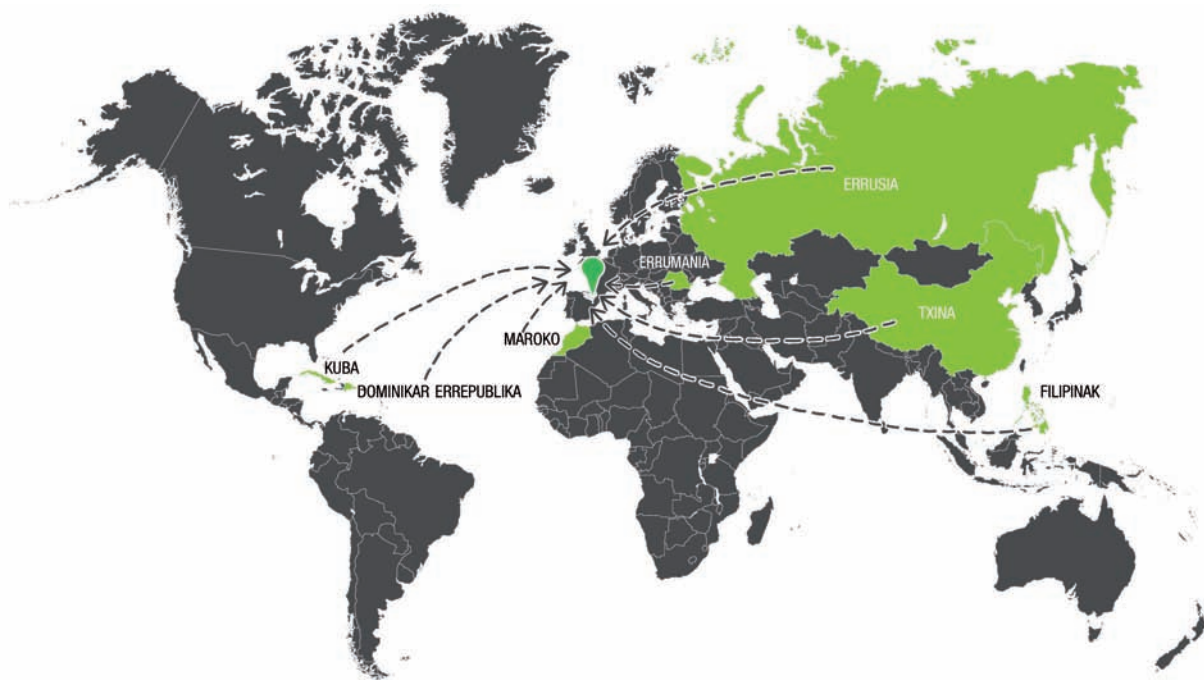 ERRUSIA
ERRUMANIA
TXINA
MAROKO
KUBA
DOMINIKAR ERREPUBLIKA
FILIPINAK